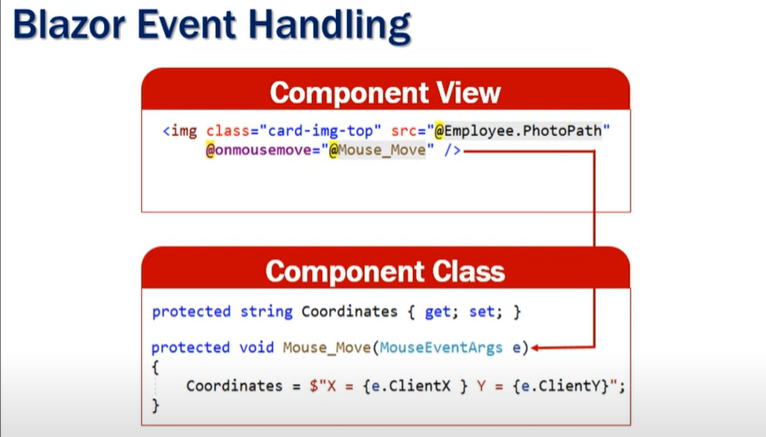 Blazor Event Handling
Component View
<img class="card-img-top" src="@Employee.PhotoPath"
@onmousemove="@Mouse_Move" />
Component Class
protected string Coordinates { get; set; }
protected void Mouse_Move(MouseEventArgs e)
{
Coordinates = $"X = {e.ClientX } Y = {e.ClientY}";
}